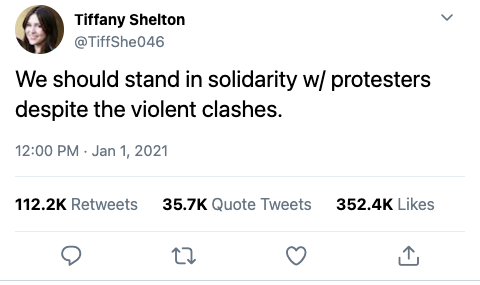 Tiffany Shelton
@TiffShe046
We should stand in solidarity w/ protesters
despite the violent clashes.
12:00 PM · Jan 1, 2021
112.2K Retweets 35.7K Quote Tweets 352.4K Likes